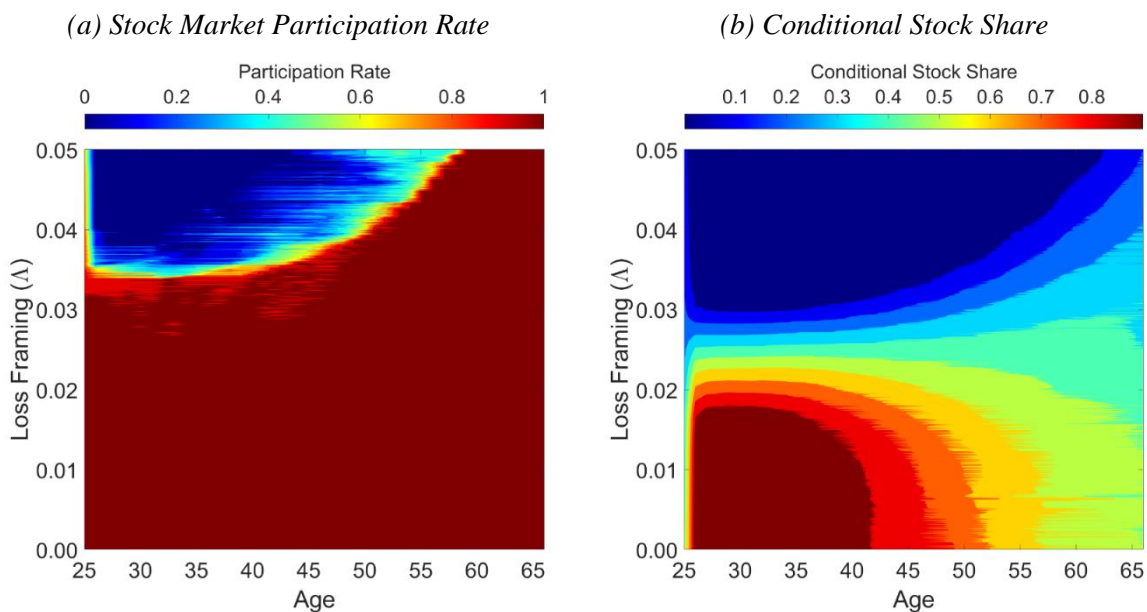 (a) Stock Market Participation Rate
Participation Rate
0 0.2 0.4 0.6 0.8 1
0.05
0.04
0.03
0.02
0.01
0.00
Loss Framing (Λ)
25 30 35 40 45 50 55 60 65
Age
(b) Conditional Stock Share
Conditional Stock Share
0.1 0.2 0.3 0.4 0.5 0.6 0.7 0.8
0.05
0.04
0.03
0.02
0.01
0.00
Loss Framing (Λ)
25 30 35 40 45 50 55 60 65
Age